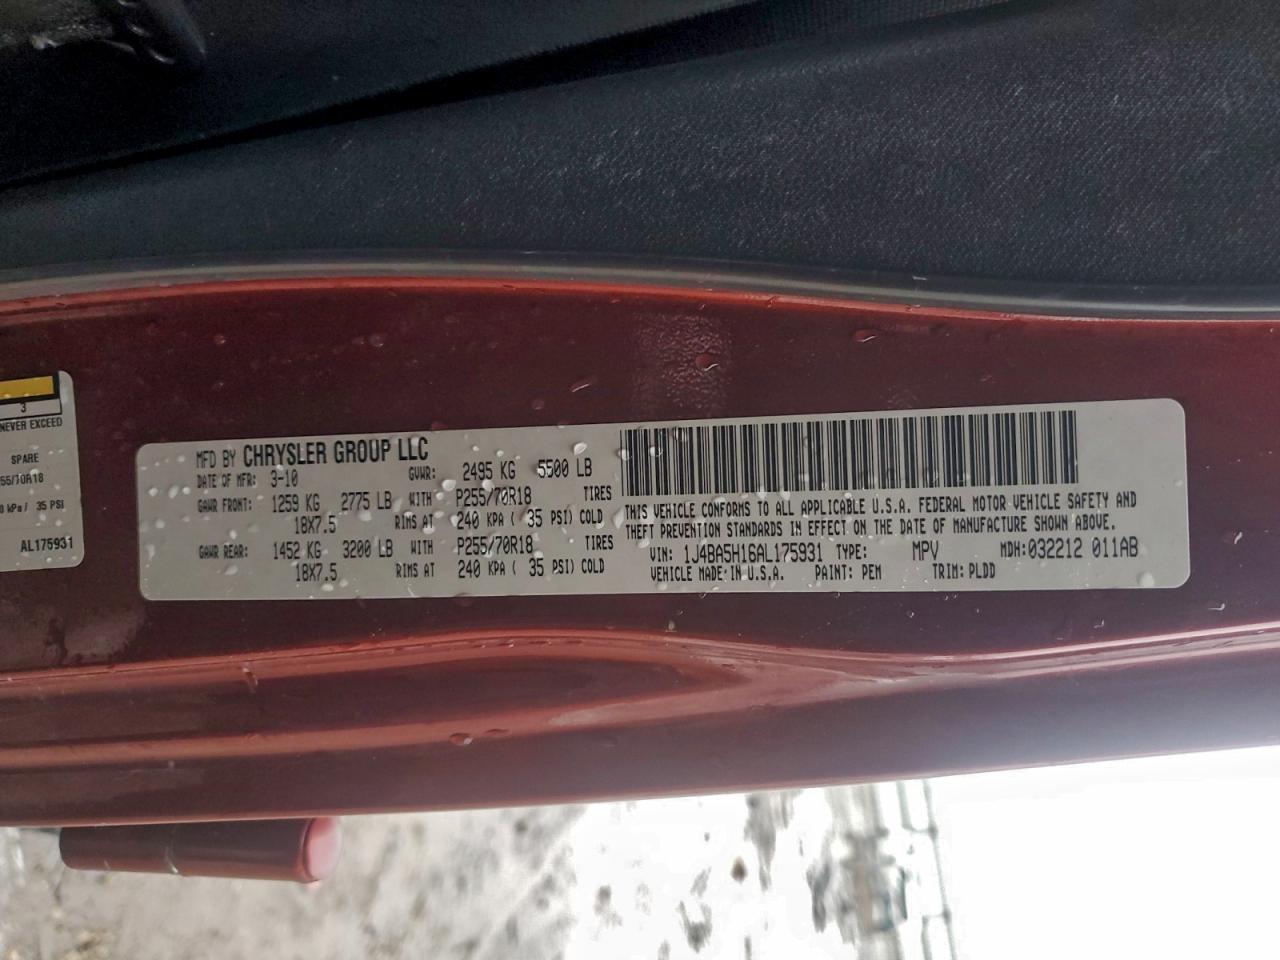 3
NEVER EXCEED
SPARE
55/70R18
0 kPa/ 35 PSI
AL175931
MFD BY CHRYSLER GROUP LLC
DATE OF MFR: 3-10 GVWR: 2495 KG 5500 LB
GAWR FRONT: 1259 KG 2775 LB WITH P255/70R18 TIRES
18X7.5 RIMS AT 240 KPA ( 35 PSI) COLD
GAWR REAR: 1452 KG 3200 LB WITH P255/70R18 TIRES
18X7.5 RIMS AT 240 KPA ( 35 PSI) COLD
THIS VEHICLE CONFORMS TO ALL APPLICABLE U.S.A. FEDERAL MOTOR VEHICLE SAFETY AND
THEFT PREVENTION STANDARDS IN EFFECT ON THE DATE OF MANUFACTURE SHOWN ABOVE.
VIN: 1J4BA5H16AL175931 TYPE: MPV MDH: 032212 011AB
VEHICLE MADE IN U.S.A. PAINT: PEM TRIM: PLDD